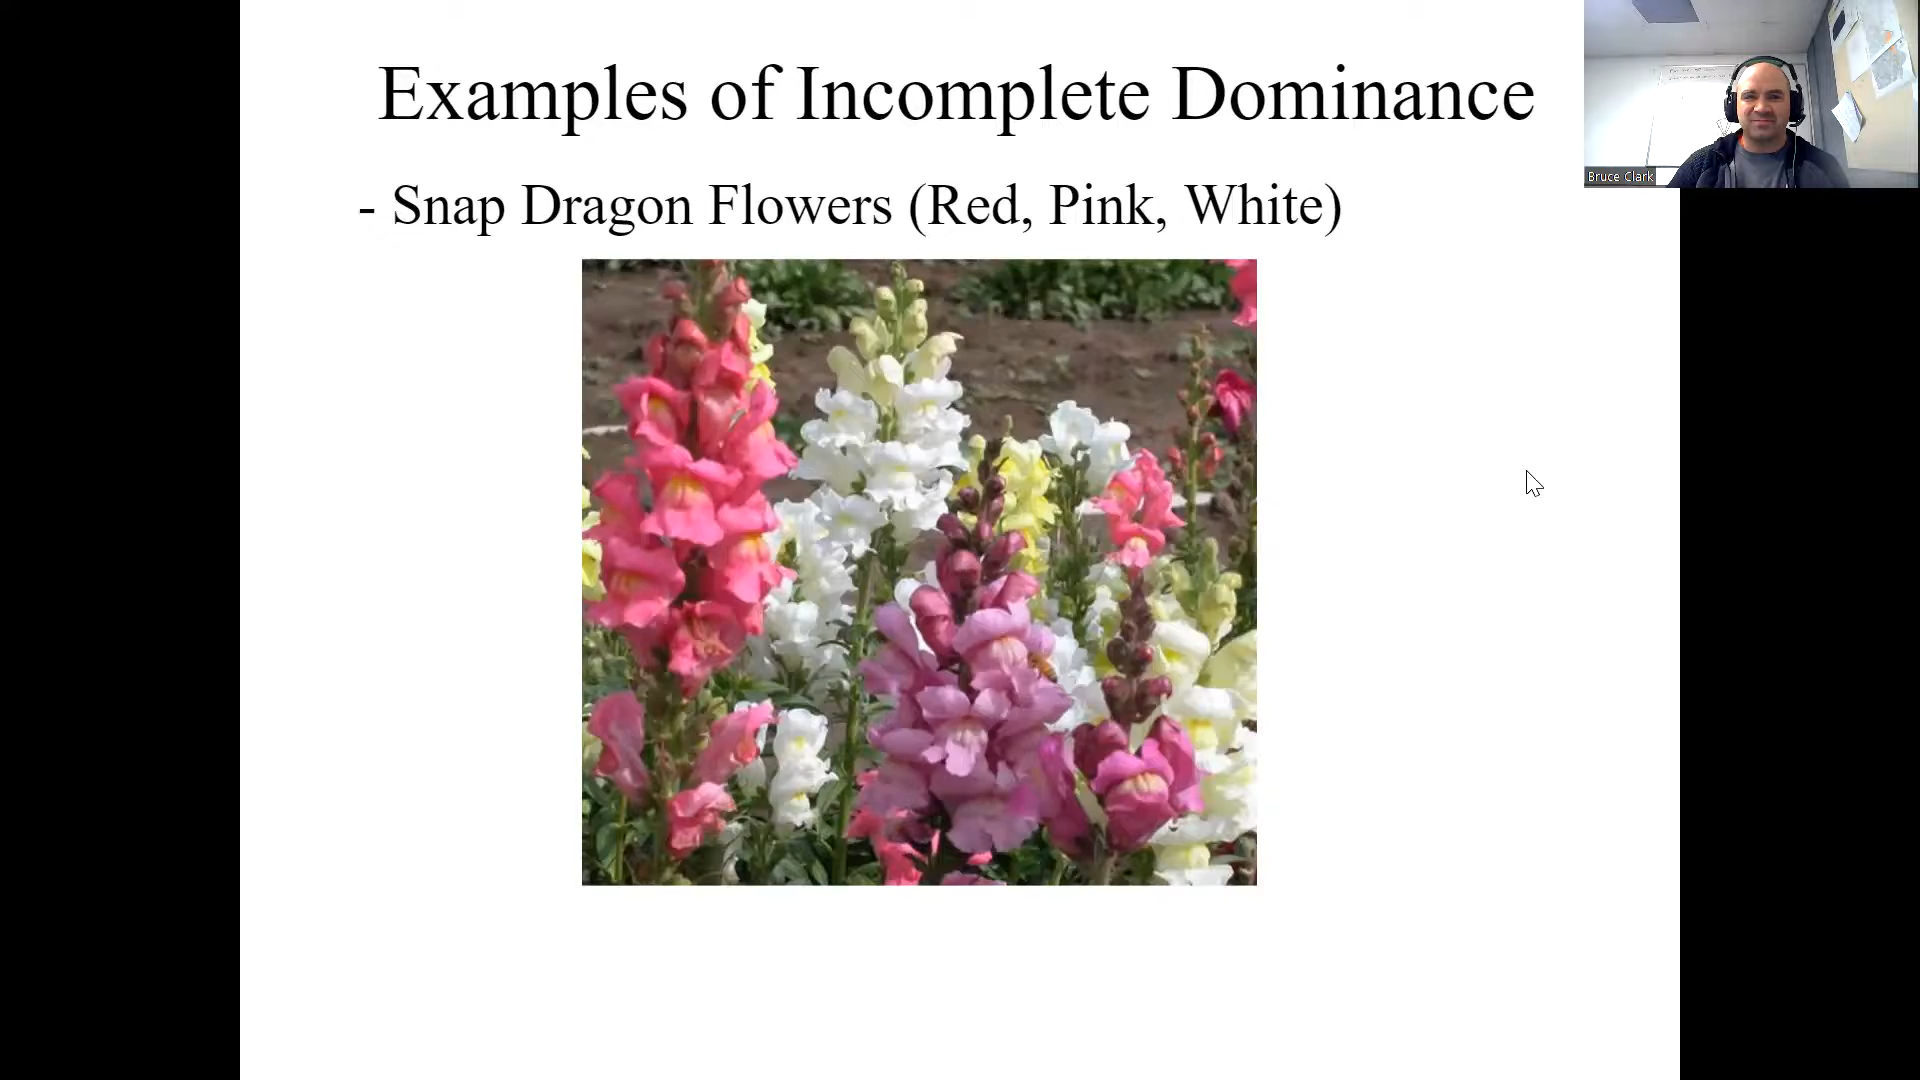 Examples of Incomplete Dominance
- Snap Dragon Flowers (Red, Pink, White)
Bruce Clark